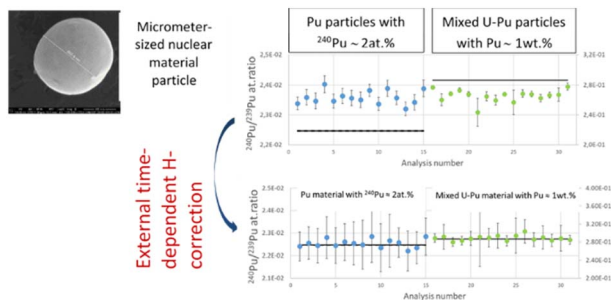 Micrometer-
sized nuclear
material
particle
Pu particles with
²⁴⁰Pu ~ 2at.%
Mixed U-Pu particles
with Pu ~ 1wt.%
²⁴⁰Pu/²³⁹Pu at.ratio
2,5E-02
2,4E-02
2,3E-02
2,2E-02
3,2E-01
2,8E-01
2,4E-01
2,0E-01
0 5 10 15 20 25 30
Analysis number
External time-
dependent H-
correction
Pu material with ²⁴⁰Pu ≈ 2at.%
Mixed U-Pu material with Pu ≈ 1wt.%
²⁴⁰Pu/²³⁹Pu at.ratio
2.3E-02
2.2E-02
2.2E-02
2.1E-02
4.00E-01
3.60E-01
3.20E-01
2.80E-01
2.40E-01
2.00E-01
0 5 10 15 20 25 30
Analysis number